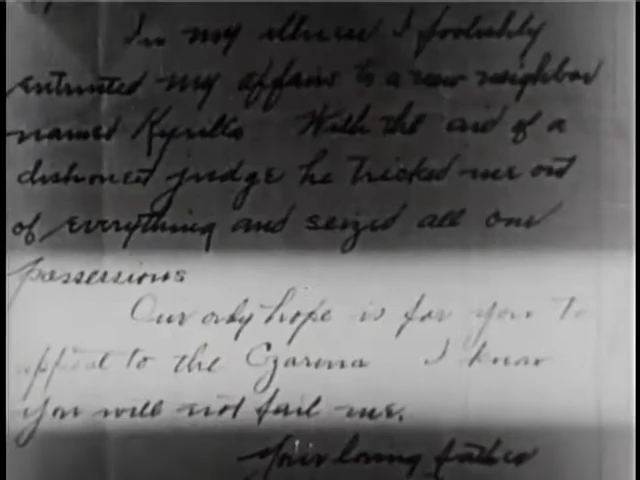 In my illness I foolishly
entrusted my affairs to a new neighbor
named Kyrilla With the aid of a
dishonest judge he tricked me out
of everything and seized all our
possessions
Our only hope is for you to
appeal to the Czarina I know
you will not fail me.
Your loving father